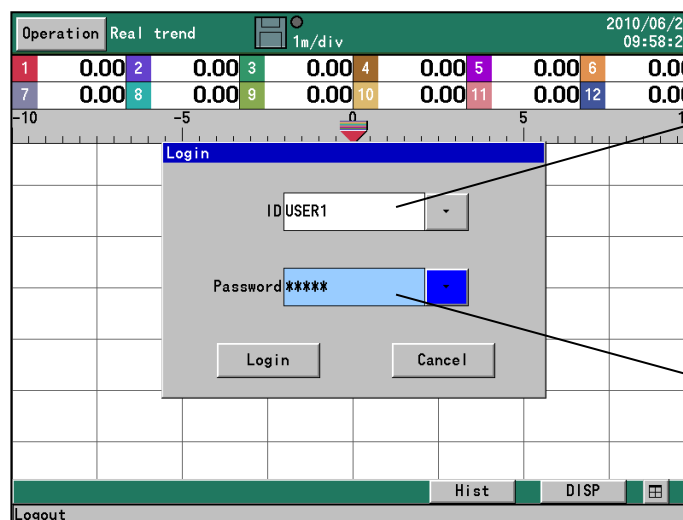 Operation Real trend 1m/div 2010/06/2
09:58:2
1 0.00 2 0.00 3 0.00 4 0.00 5 0.00 6 0.0
7 0.00 8 0.00 9 0.00 10 0.00 11 0.00 12 0.0
-10 -5 0 5 1
Login
ID USER1
Password *****
Login Cancel
Hist DISP
Logout